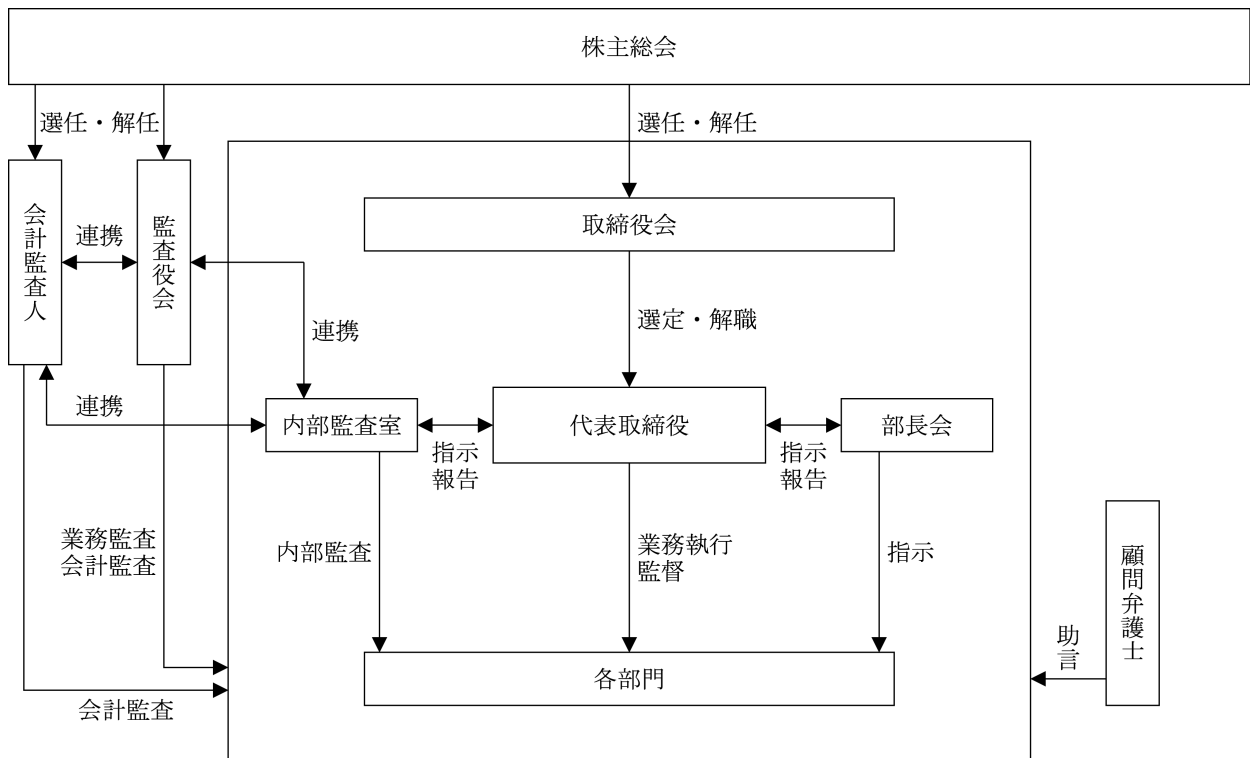 株主総会
選任・解任
選任・解任
会計監査人
連携
監査役会
取締役会
連携
選定・解職
連携
内部監査室
指示
報告
代表取締役
指示
報告
部長会
業務監査
会計監査
内部監査
業務執行
監督
指示
顧問弁護士
助言
各部門
会計監査